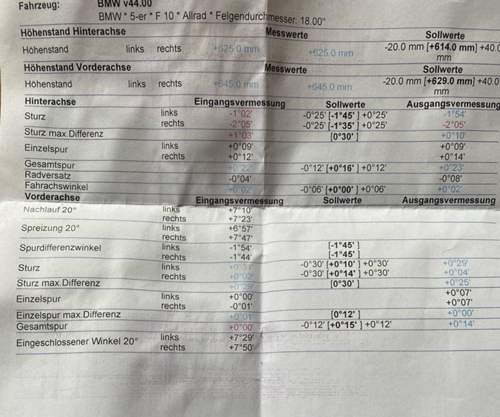 Fahrzeug: BMW v44.00
BMW * 5-er * F 10 * Allrad * Felgendurchmesser: 18.00"
Höhenstand Hinterachse Messwerte Sollwerte
Höhenstand links rechts +625.0 mm +625.0 mm -20.0 mm [+614.0 mm] +40.0
mm
Höhenstand Vorderachse Messwerte Sollwerte
Höhenstand links rechts +645.0 mm +645.0 mm -20.0 mm [+629.0 mm] +40.0
mm
Hinterachse Eingangsvermessung Sollwerte Ausgangsvermessung
Sturz links -1°02' -0°25' [-1°45' ] +0°25' -1°54'
rechts -2°05' -0°25' [-1°35' ] +0°25' -2°05'
Sturz max.Differenz +1°03' [0°30' ] +0°10'
Einzelspur links +0°09' +0°09'
rechts +0°12' +0°14'
Gesamtspur +0°22' -0°12' [+0°16' ] +0°12' +0°23'
Radversatz -0°04' -0°08'
Fahrachswinkel -0°06' [+0°00' ] +0°06' +0°02'
Vorderachse Eingangsvermessung Sollwerte Ausgangsvermessung
Nachlauf 20° links +7°10'
rechts +7°23'
Spreizung 20° links +6°57'
rechts +7°47'
Spurdifferenzwinkel links -1°54' [-1°45' ]
rechts -1°44' [-1°45' ]
Sturz links -0°30' [+0°10' ] +0°30' +0°29'
rechts +0°02' -0°30' [+0°14' ] +0°30' +0°04'
Sturz max.Differenz +0°29' [0°30' ] +0°25'
Einzelspur links +0°00' +0°07'
rechts -0°01' +0°07'
Einzelspur max.Differenz +0°01' [0°12' ] +0°00'
Gesamtspur +0°00' -0°12' [+0°15' ] +0°12' +0°14'
Eingeschlossener Winkel 20° links +7°29'
rechts +7°50'